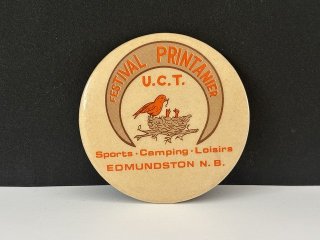 FESTIVAL PRINTANIER
U.C.T.
Sports • Camping • Loisirs
EDMUNDSTON N.B.